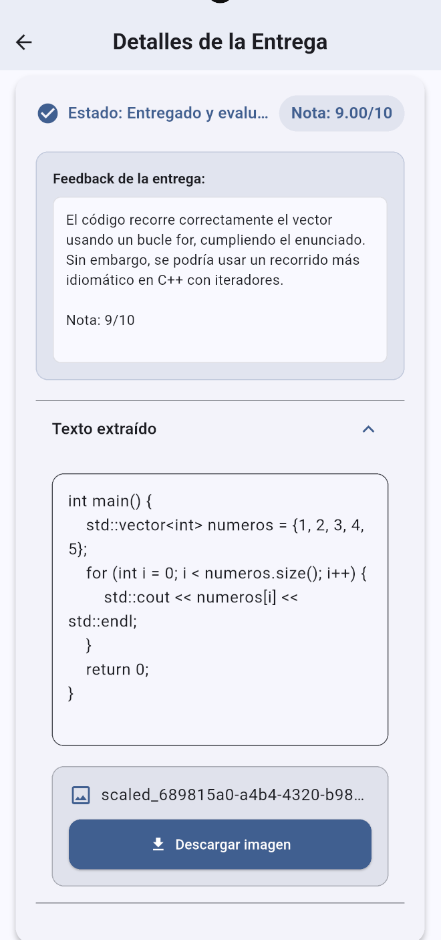 Detalles de la Entrega
Estado: Entregado y evalu...
Nota: 9.00/10
Feedback de la entrega:
El código recorre correctamente el vector
usando un bucle for, cumpliendo el enunciado.
Sin embargo, se podría usar un recorrido más
idiomático en C++ con iteradores.
Nota: 9/10
Texto extraído
int main() {
    std::vector<int> numeros = {1, 2, 3, 4,
5};
    for (int i = 0; i < numeros.size(); i++) {
        std::cout << numeros[i] <<
std::endl;
    }
    return 0;
}
scaled_689815a0-a4b4-4320-b98...
Descargar imagen